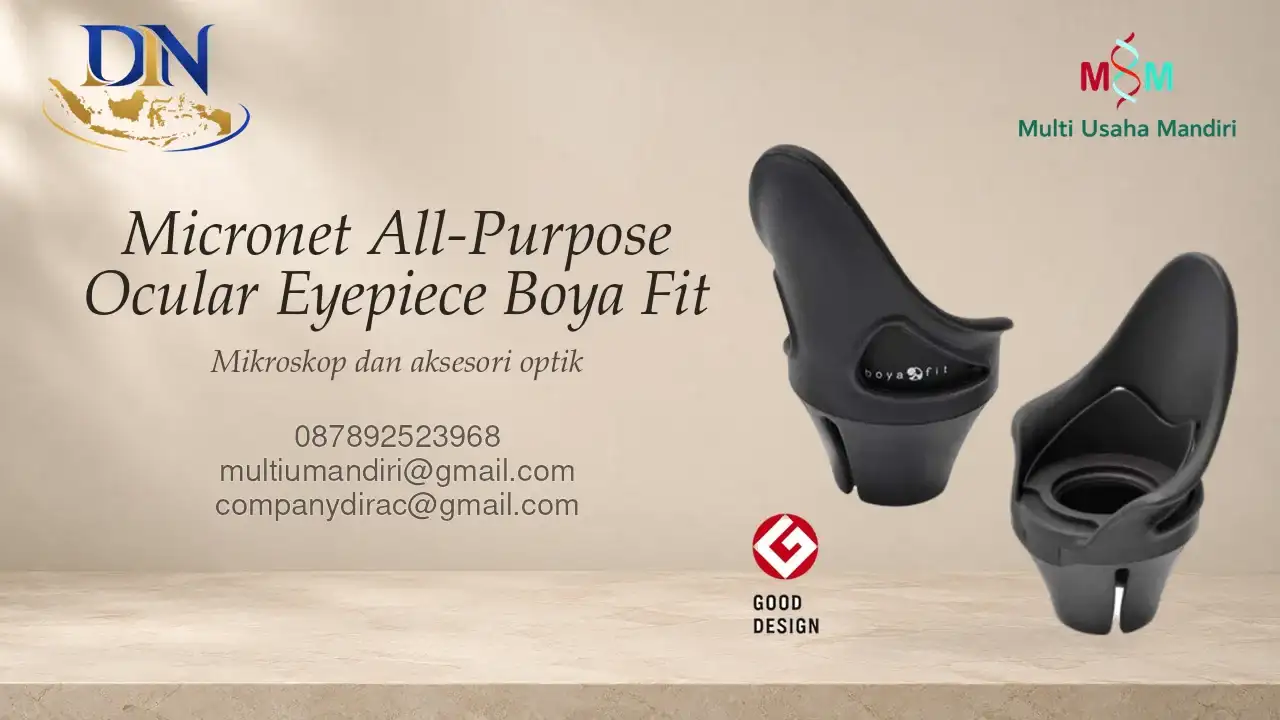 DIN
MSM
Multi Usaha Mandiri
Micronet All-Purpose
Ocular Eyepiece Boya Fit
Mikroskop dan aksesori optik
087892523968
multiumandiri@gmail.com
companydirac@gmail.com
boya fit
GOOD
DESIGN